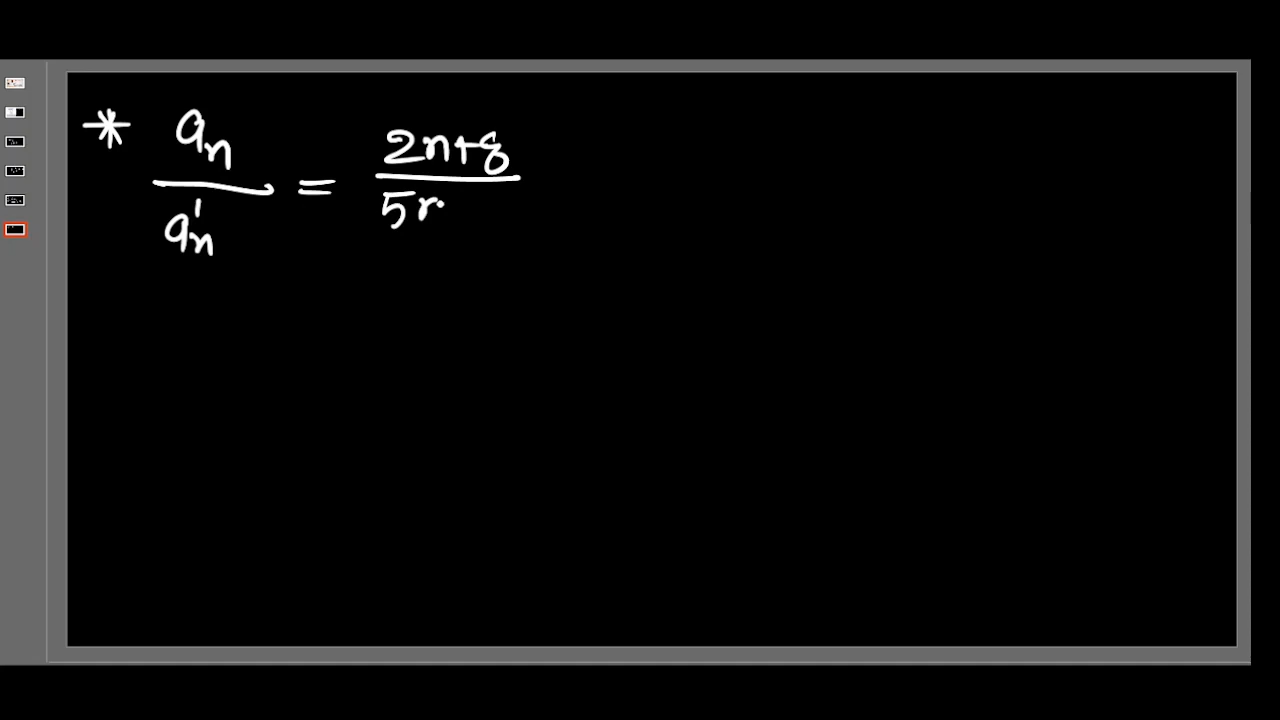 * aₙ / a'ₙ = 2n+8 / 5